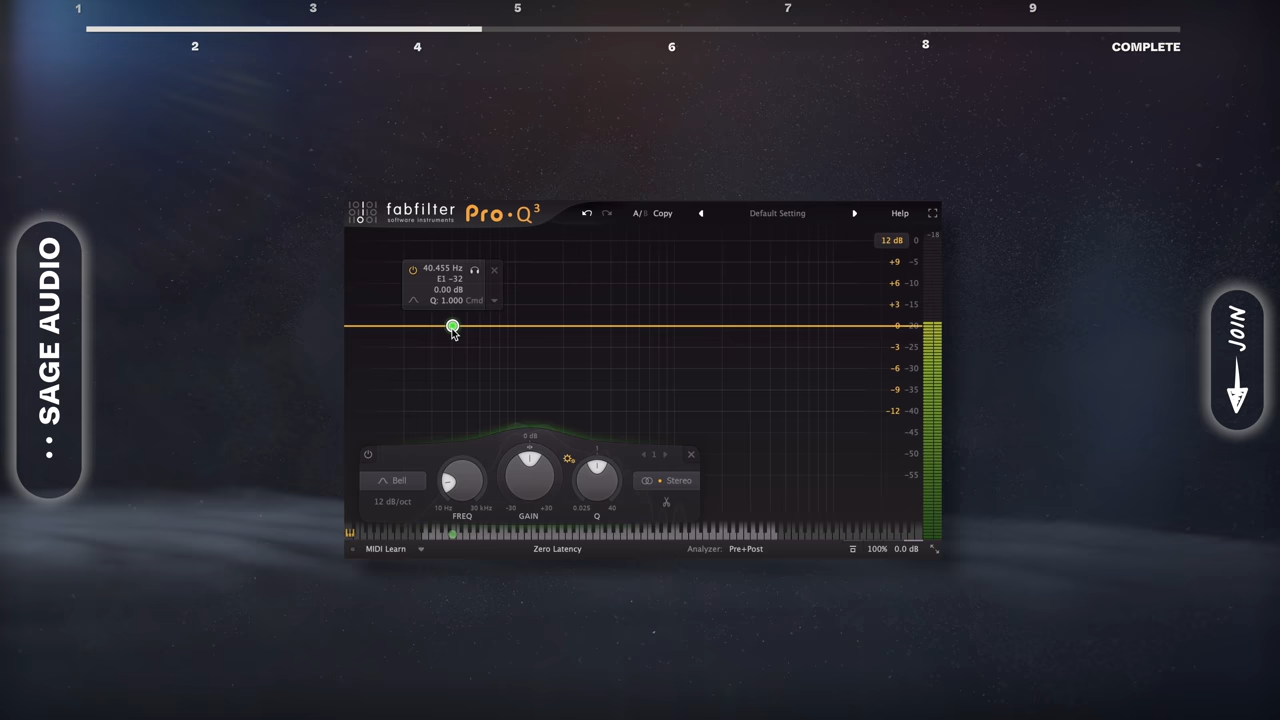 1 3 5 7 9
2 4 6 8 COMPLETE
SAGE AUDIO
JOIN
fabfilter
software instruments
Pro·Q3
A/B Copy
Default Setting
Help
-18
12 dB 0
+9 -5
+6 -10
+3 -15
0 -20
-3 -25
-6 -30
-9 -35
-12 -40
-45
-50
-55
40.455 Hz
E1 -32
0.00 dB
Q: 1.000 Cmd
0 dB
1
Bell
Stereo
12 dB/oct
10 Hz 30 kHz -30 +30 0.025 40
FREQ GAIN Q
MIDI Learn
Zero Latency
Analyzer: Pre+Post
100% 0.0 dB